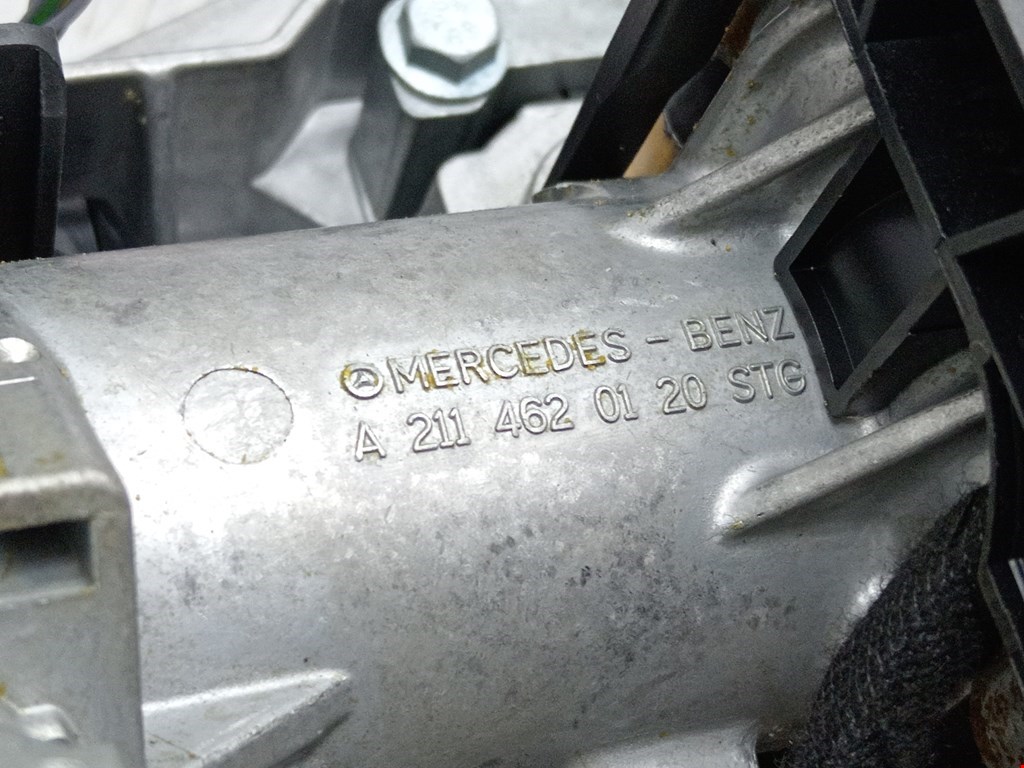 MERCEDES - BENZ
A 211 462 01 20 STG